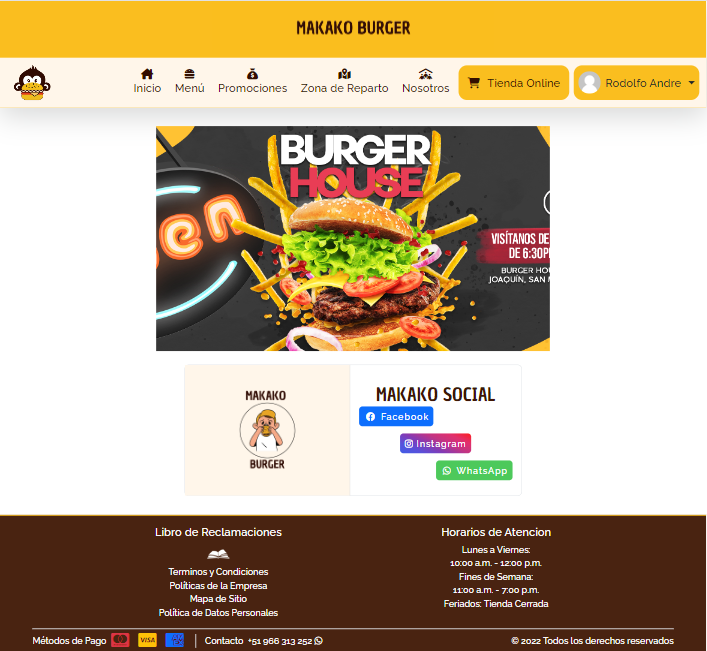 MAKAKO BURGER
Inicio
Menú
Promociones
Zona de Reparto
Nosotros
Tienda Online
Rodolfo Andre
BURGER
HOUSE
en
VISÍTANOS DE
DE 6:30P
BURGER HOU
JOAQUÍN, SAN
MAKAKO
BURGER
MAKAKO SOCIAL
Facebook
Instagram
WhatsApp
Libro de Reclamaciones
Terminos y Condiciones
Políticas de la Empresa
Mapa de Sitio
Política de Datos Personales
Horarios de Atencion
Lunes a Viernes:
10:00 a.m. - 12:00 p.m.
Fines de Semana:
11:00 a.m. - 7:00 p.m.
Feriados: Tienda Cerrada
Métodos de Pago VISA | Contacto +51 966 313 252
© 2022 Todos los derechos reservados